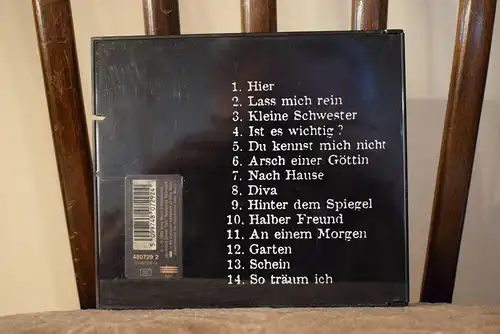 1. Hier
2. Lass mich rein
3. Kleine Schwester
4. Ist es wichtig?
5. Du kennst mich nicht
6. Arsch einer Göttin
7. Nach Hause
8. Diva
9. Hinter dem Spiegel
10. Halber Freund
11. An einem Morgen
12. Garten
13. Schein
14. So träum ich
480729 2